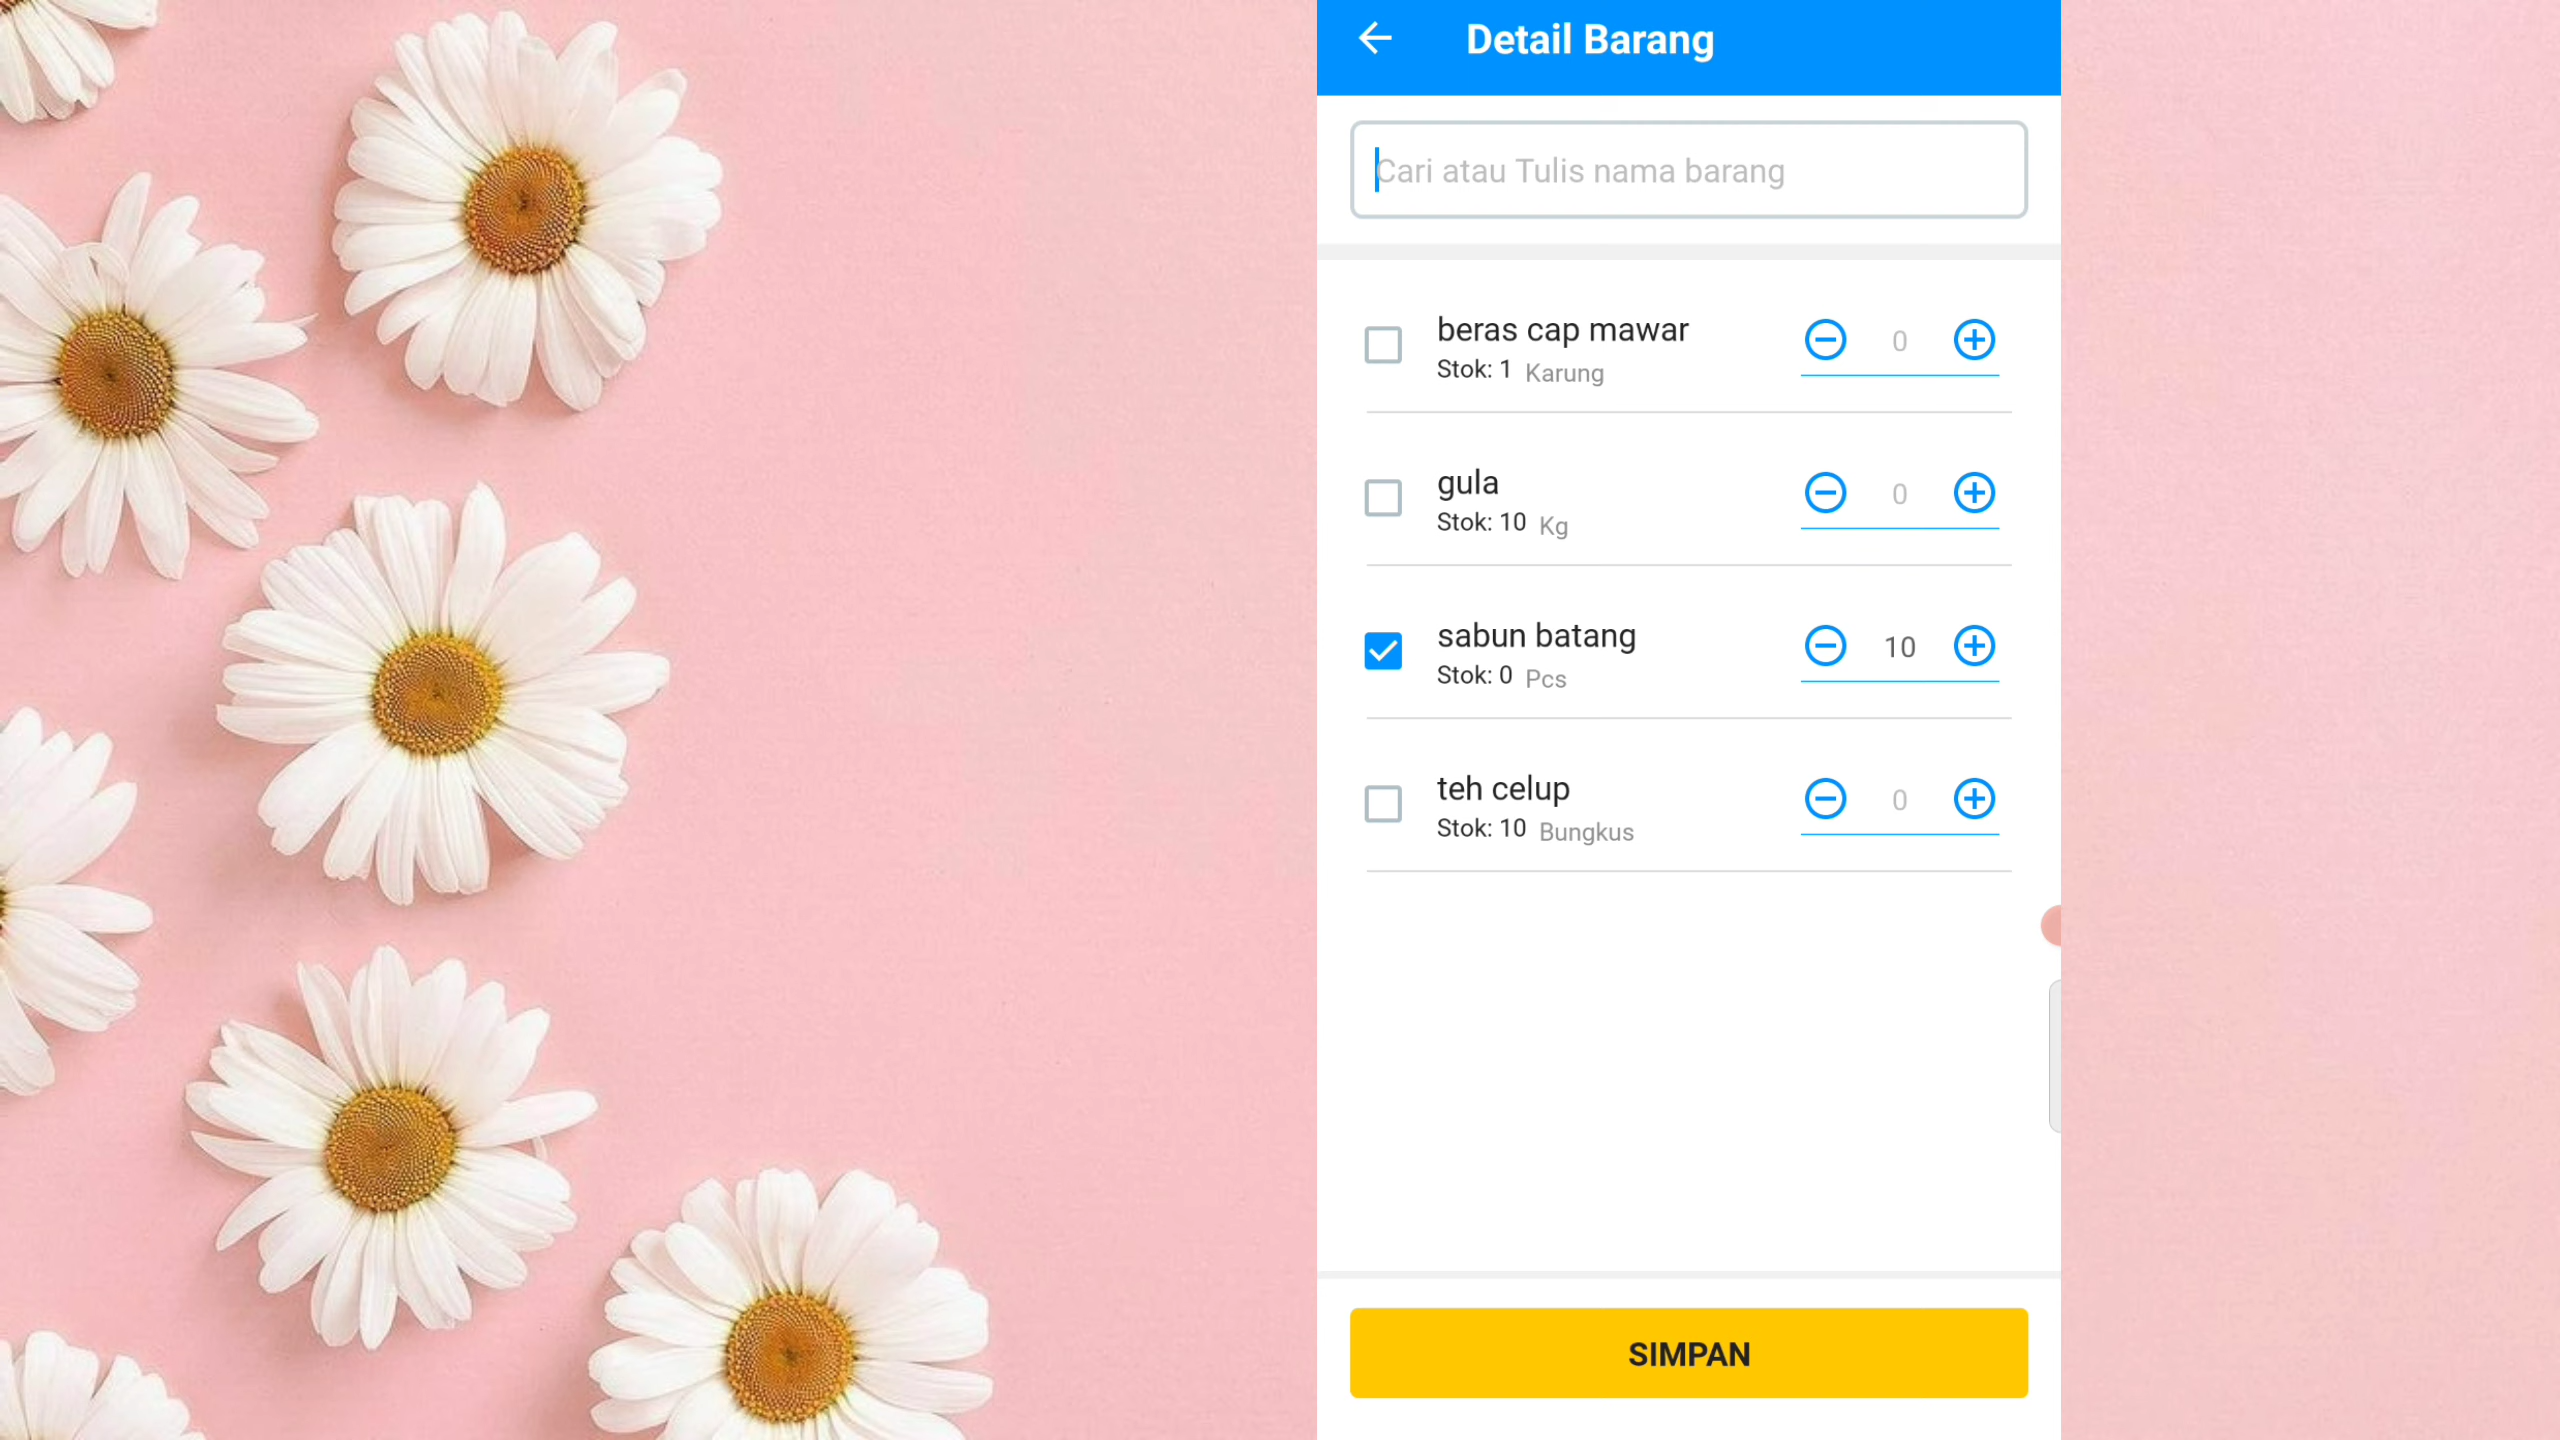 Detail Barang
Cari atau Tulis nama barang
beras cap mawar
Stok: 1 Karung
0
gula
Stok: 10 Kg
0
sabun batang
Stok: 0 Pcs
10
teh celup
Stok: 10 Bungkus
0
SIMPAN